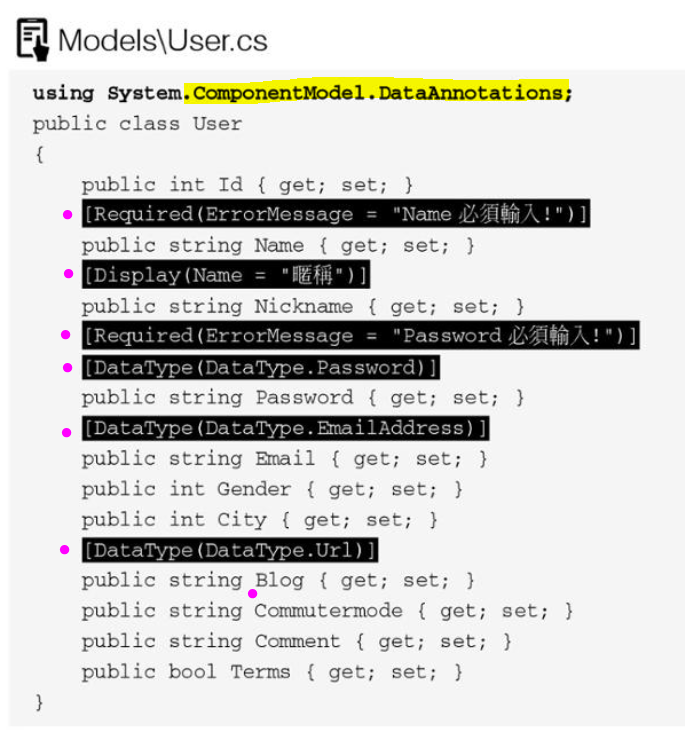 Models\User.cs
using System.ComponentModel.DataAnnotations;
public class User
{
public int Id { get; set; }
[Required(ErrorMessage = "Name 必須輸入!")]
public string Name { get; set; }
[Display(Name = "暱稱")]
public string Nickname { get; set; }
[Required(ErrorMessage = "Password 必須輸入!")]
[DataType(DataType.Password)]
public string Password { get; set; }
[DataType(DataType.EmailAddress)]
public string Email { get; set; }
public int Gender { get; set; }
public int City { get; set; }
[DataType(DataType.Url)]
public string Blog { get; set; }
public string Commutermode { get; set; }
public string Comment { get; set; }
public bool Terms { get; set; }
}